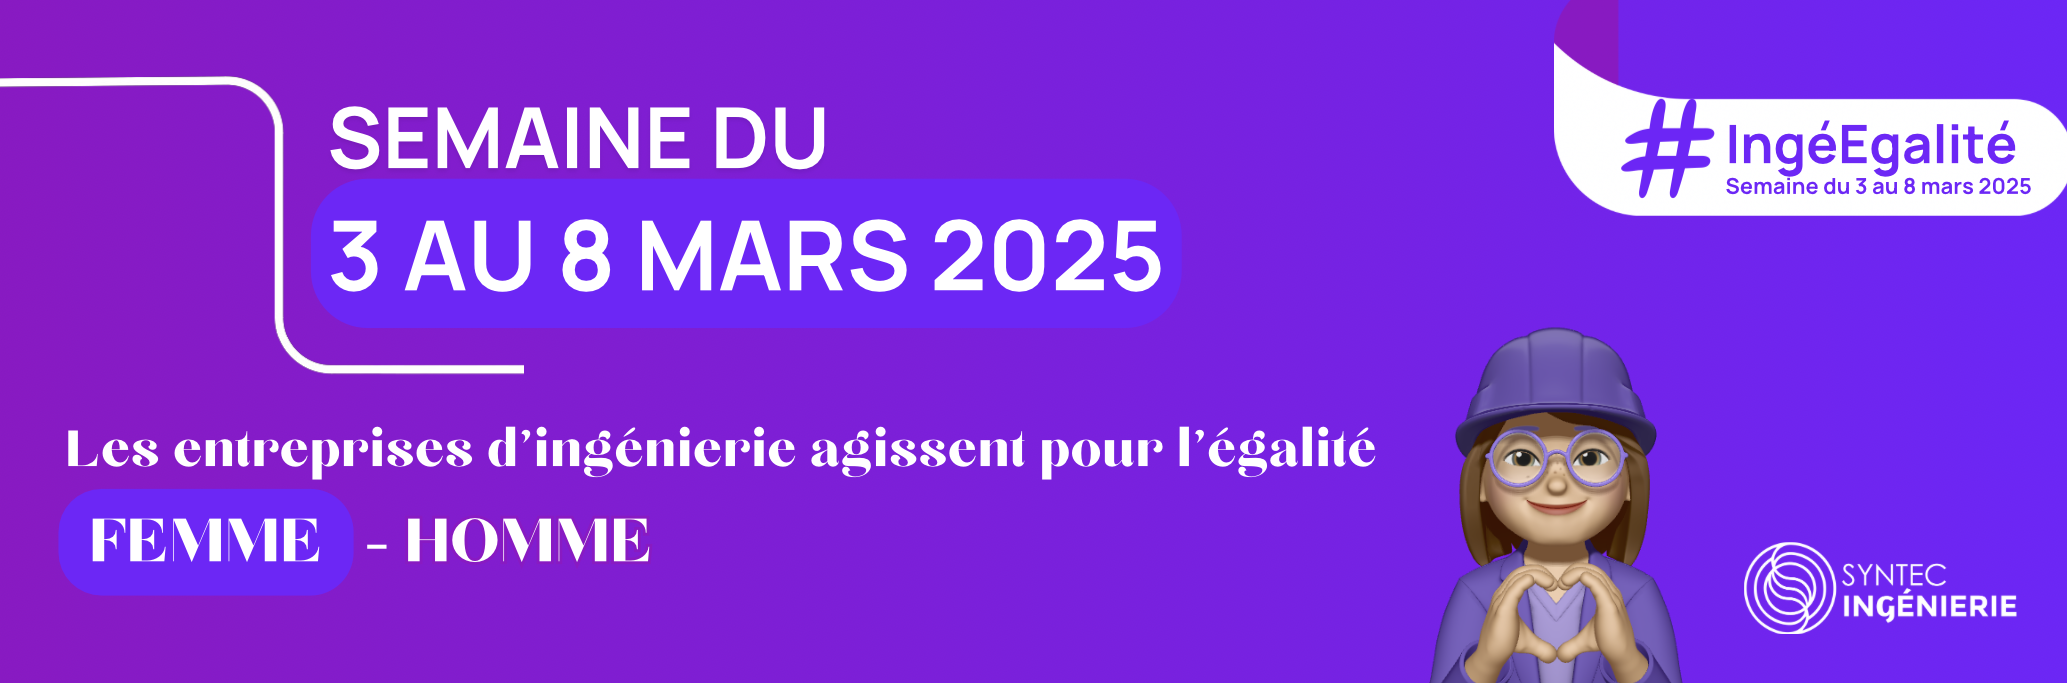 SEMAINE DU
3 AU 8 MARS 2025
#IngéEgalité
Semaine du 3 au 8 mars 2025
Les entreprises d’ingénierie agissent pour l’égalité
FEMME - HOMME
SYNTEC
INGÉNIERIE